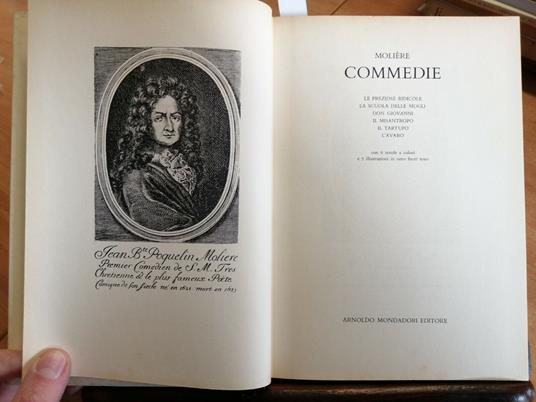 Jean B.te Poquelin Moliere
Premier Comedien de S. M. Tres
Chrétienne & le plus fameux Poëte
Comique de son siecle né en 1621. mort en 1673
MOLIÈRE
COMMEDIE
LE PREZIOSE RIDICOLE
LA SCUOLA DELLE MOGLI
DON GIOVANNI
IL MISANTROPO
IL TARTUFO
L'AVARO
con 6 tavole a colori
e 7 illustrazioni in nero fuori testo
ARNOLDO MONDADORI EDITORE